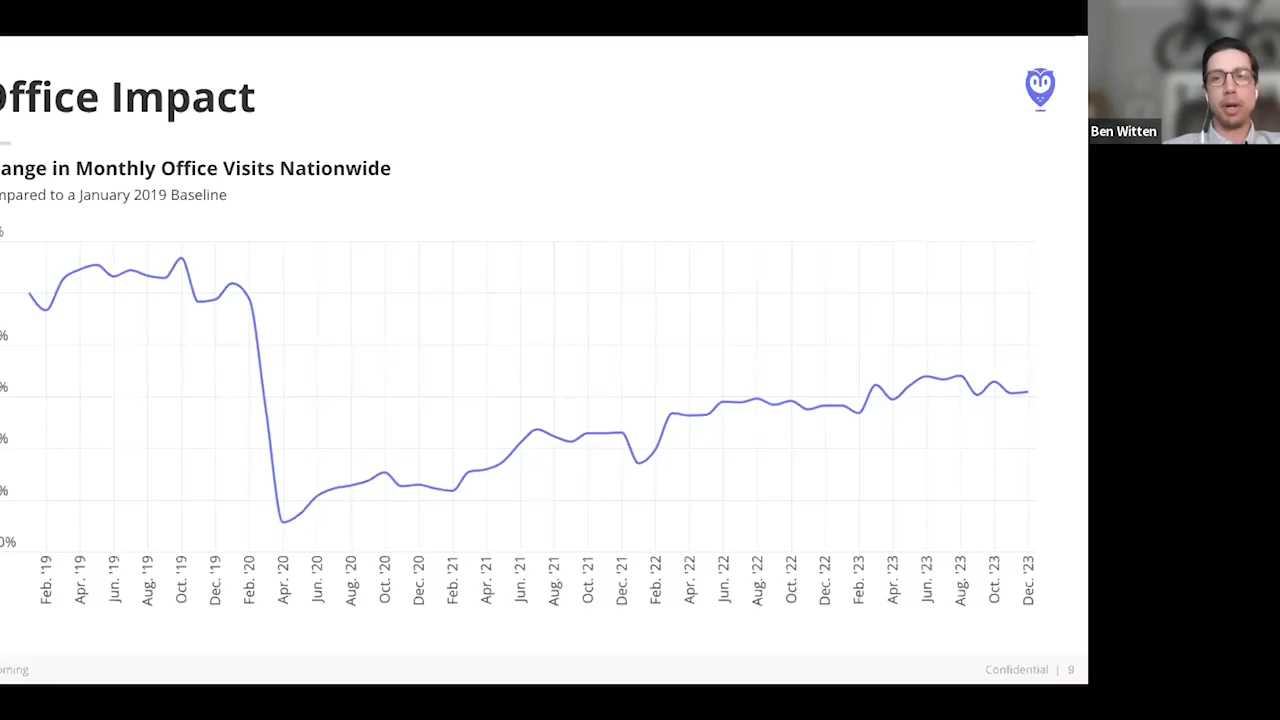 Office Impact
ange in Monthly Office Visits Nationwide
mpared to a January 2019 Baseline
%
%
%
%
%
0%
Feb. '19
Apr. '19
Jun. '19
Aug. '19
Oct. '19
Dec. '19
Feb. '20
Apr. '20
Jun. '20
Aug. '20
Oct. '20
Dec. '20
Feb. '21
Apr. '21
Jun. '21
Aug. '21
Oct. '21
Dec. '21
Feb. '22
Apr. '22
Jun. '22
Aug. '22
Oct. '22
Dec. '22
Feb. '23
Apr. '23
Jun. '23
Aug. '23
Oct. '23
Dec. '23
oming
Confidential | 9
Ben Witten